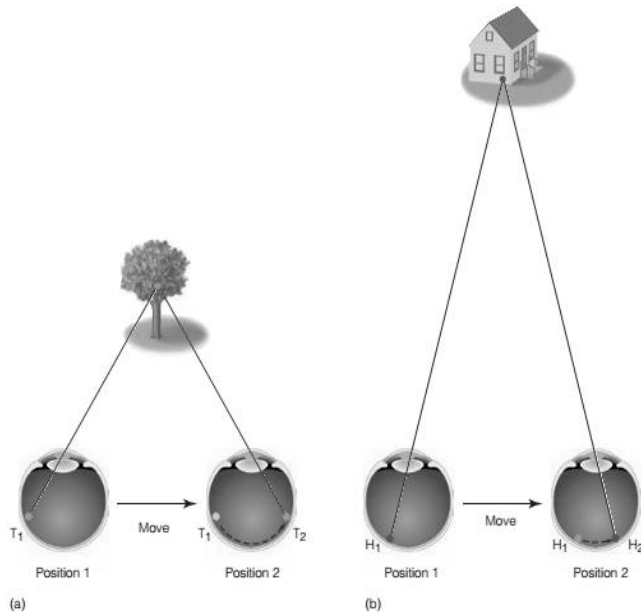 T1
T1
T2
Move
Position 1
Position 2
(a)
H1
H1
H2
Move
Position 1
Position 2
(b)